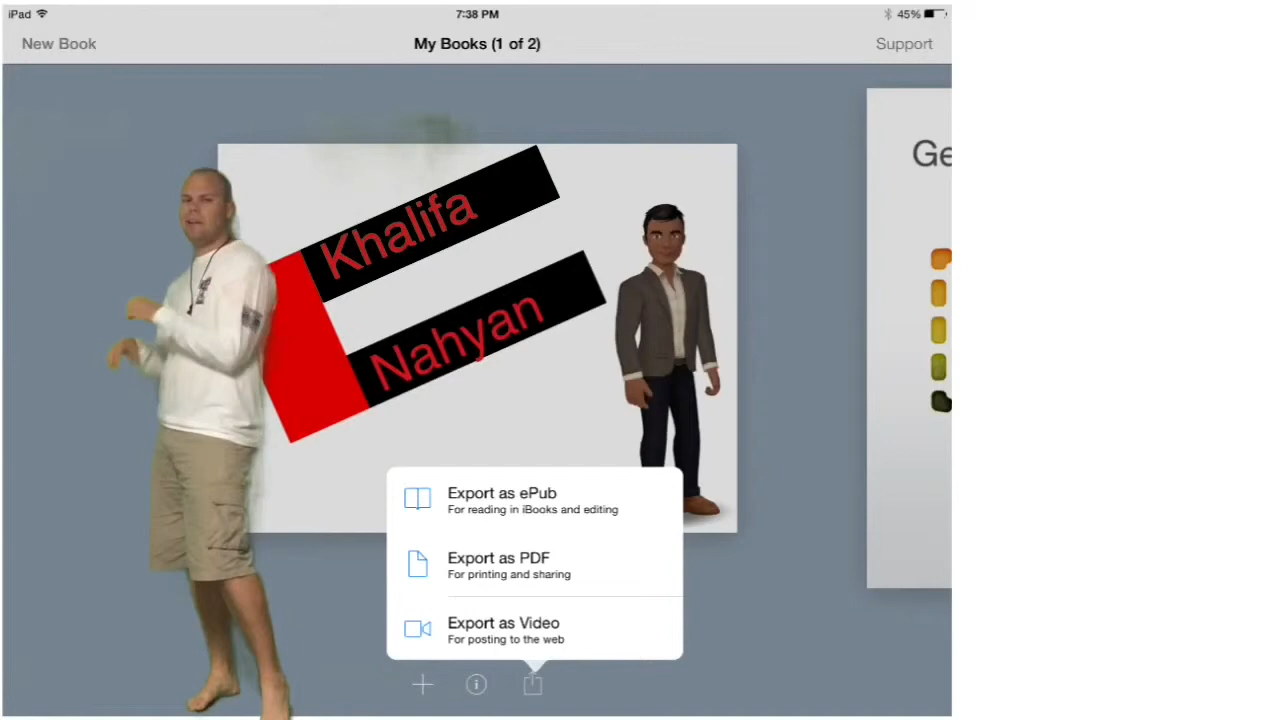 iPad 7:38 PM 45%
New Book My Books (1 of 2) Support
Ge
Khalifa
Nahyan
Export as ePub
For reading in iBooks and editing
Export as PDF
For printing and sharing
Export as Video
For posting to the web